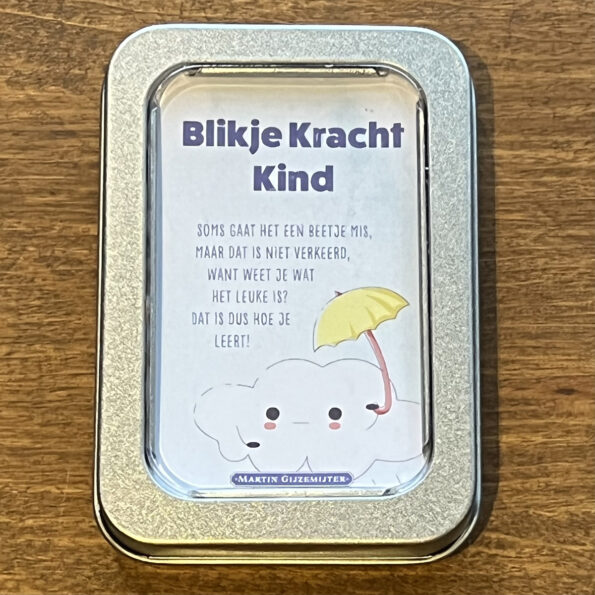 Blikje Kracht
Kind
SOMS GAAT HET EEN BEETJE MIS,
MAAR DAT IS NIET VERKEERD,
WANT WEET JE WAT
HET LEUKE IS?
DAT IS DUS HOE JE
LEERT!
MARTIN GIJZEMIJTER